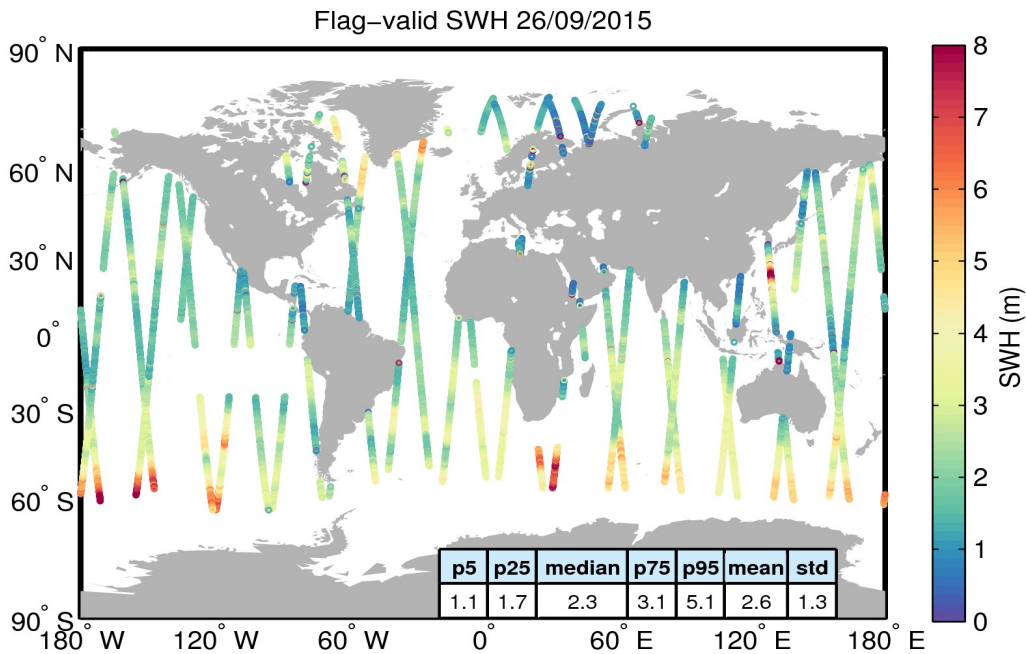 Flag−valid SWH 26/09/2015
90° N
60° N
30° N
0°
30° S
60° S
90° S
180° W
120° W
60° W
0°
60° E
120° E
180° E
p5 p25 median p75 p95 mean std
1.1 1.7 2.3 3.1 5.1 2.6 1.3
8
7
6
5
4
3
2
1
0
SWH (m)